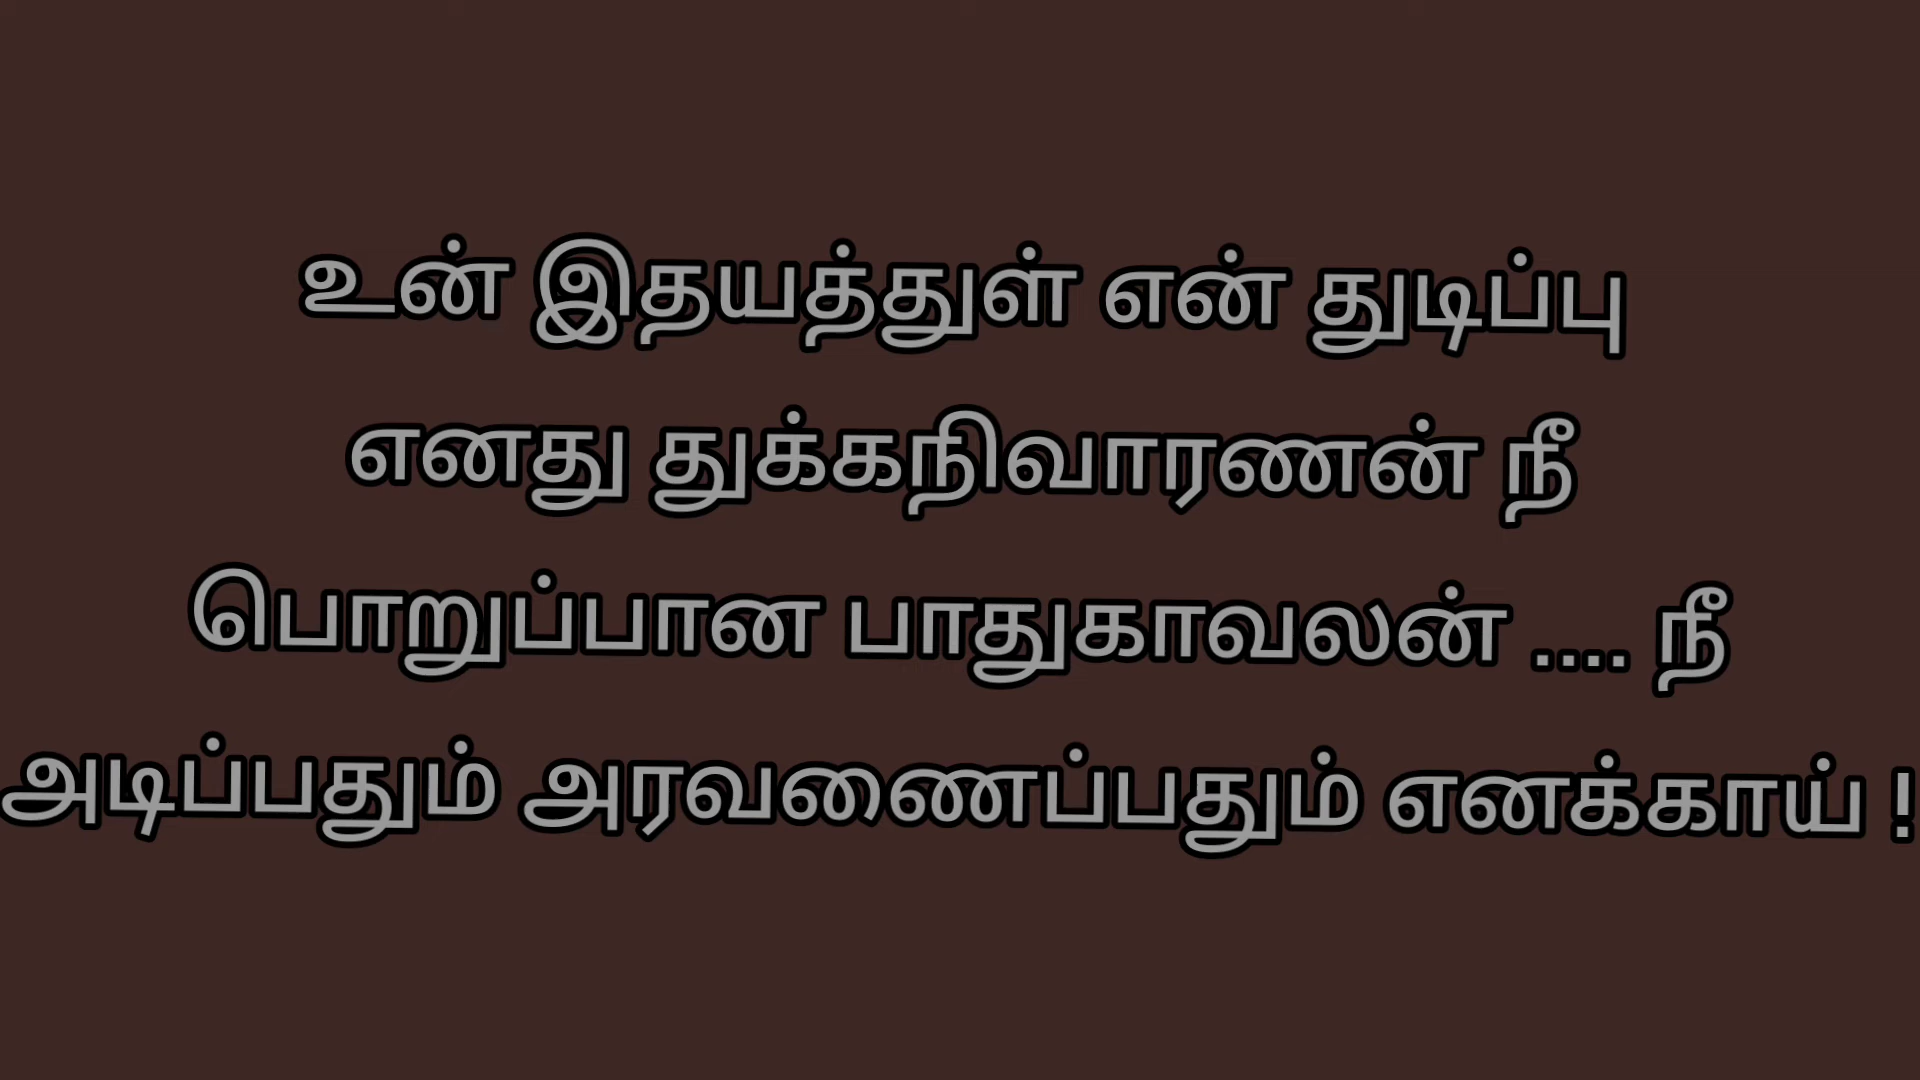 உன் இதயத்துள் என் துடிப்பு
எனது துக்கநிவாரணன் நீ
பொறுப்பான பாதுகாவலன் .... நீ
அடிப்பதும் அரவணைப்பதும் எனக்காய் !